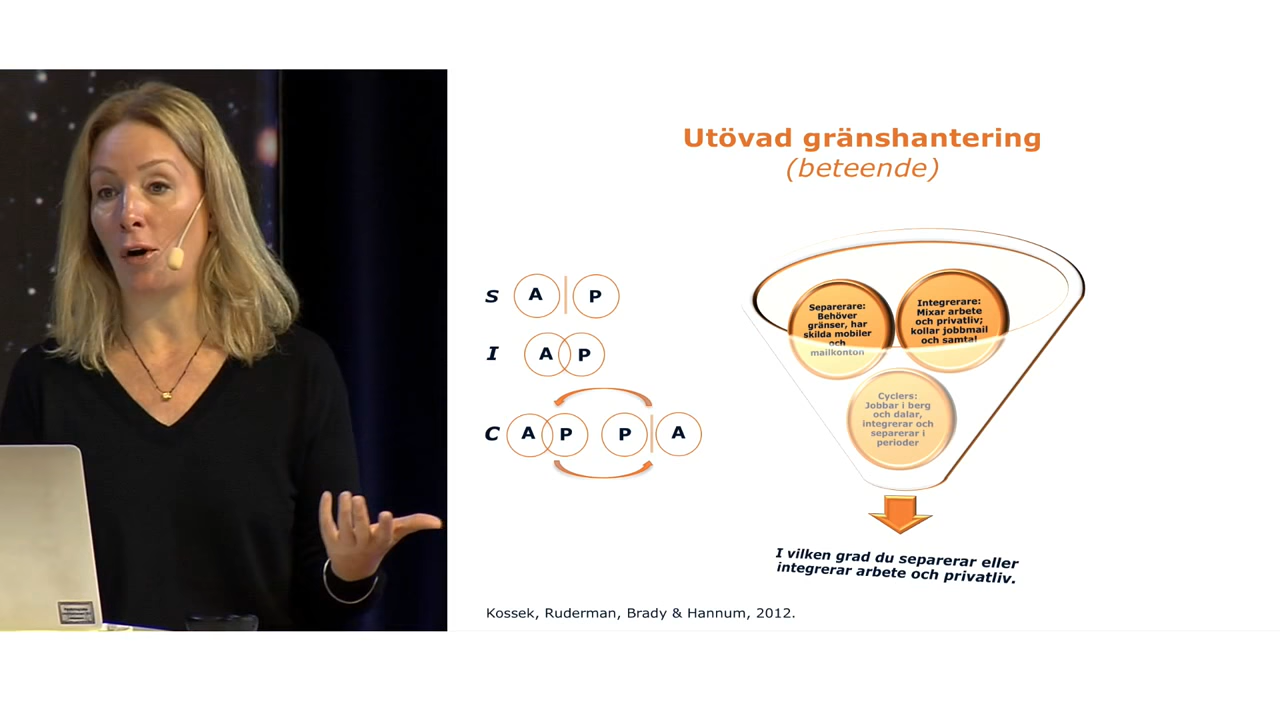 Utövad gränshantering
(beteende)
S A P
I A P
C A P P A
Separerare:
Behöver
gränser, har
skilda mobiler
och
mailkonton
Integrerare:
Mixar arbete
och privatliv;
kollar jobbmail
och samtal
Cyclers:
Jobbar i berg
och dalar,
integrerar och
separerar i
perioder
I vilken grad du separerar eller
integrerar arbete och privatliv.
Kossek, Ruderman, Brady & Hannum, 2012.